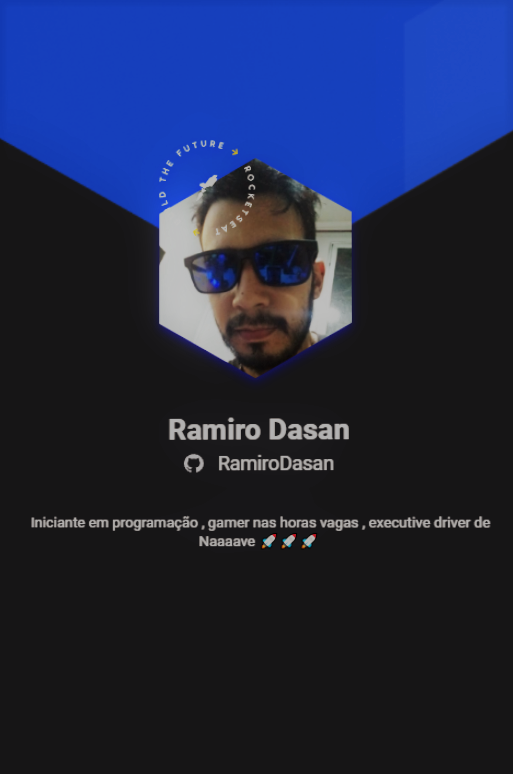 LD THE FUTURE → ROCKETSEAT
Ramiro Dasan
RamiroDasan
Iniciante em programação , gamer nas horas vagas , executive driver de
Naaaave 🚀🚀🚀